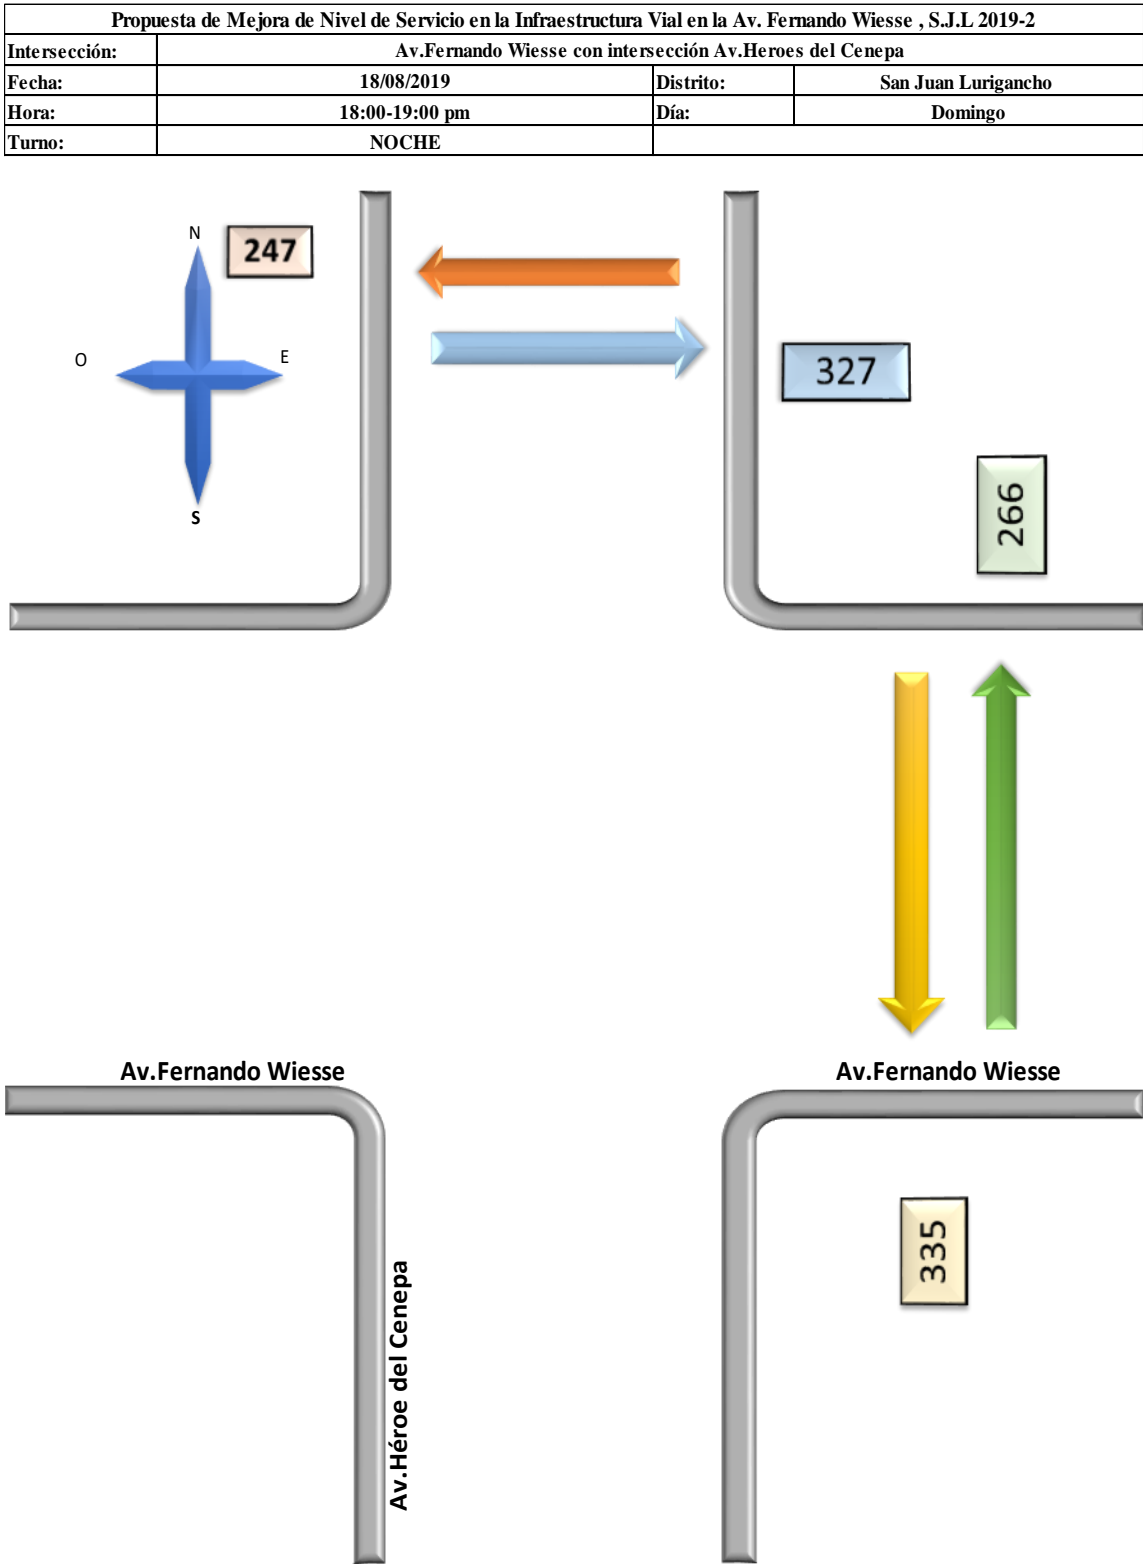 Propuesta de Mejora de Nivel de Servicio en la Infraestructura Vial en la Av. Fernando Wiesse , S.J.L 2019-2
Intersección: Av.Fernando Wiesse con intersección Av.Heroes del Cenepa
Fecha: 18/08/2019 Distrito: San Juan Lurigancho
Hora: 18:00-19:00 pm Día: Domingo
Turno: NOCHE
N
247
O
E
327
S
266
Av.Fernando Wiesse
Av.Fernando Wiesse
335
Av.Héroe del Cenepa